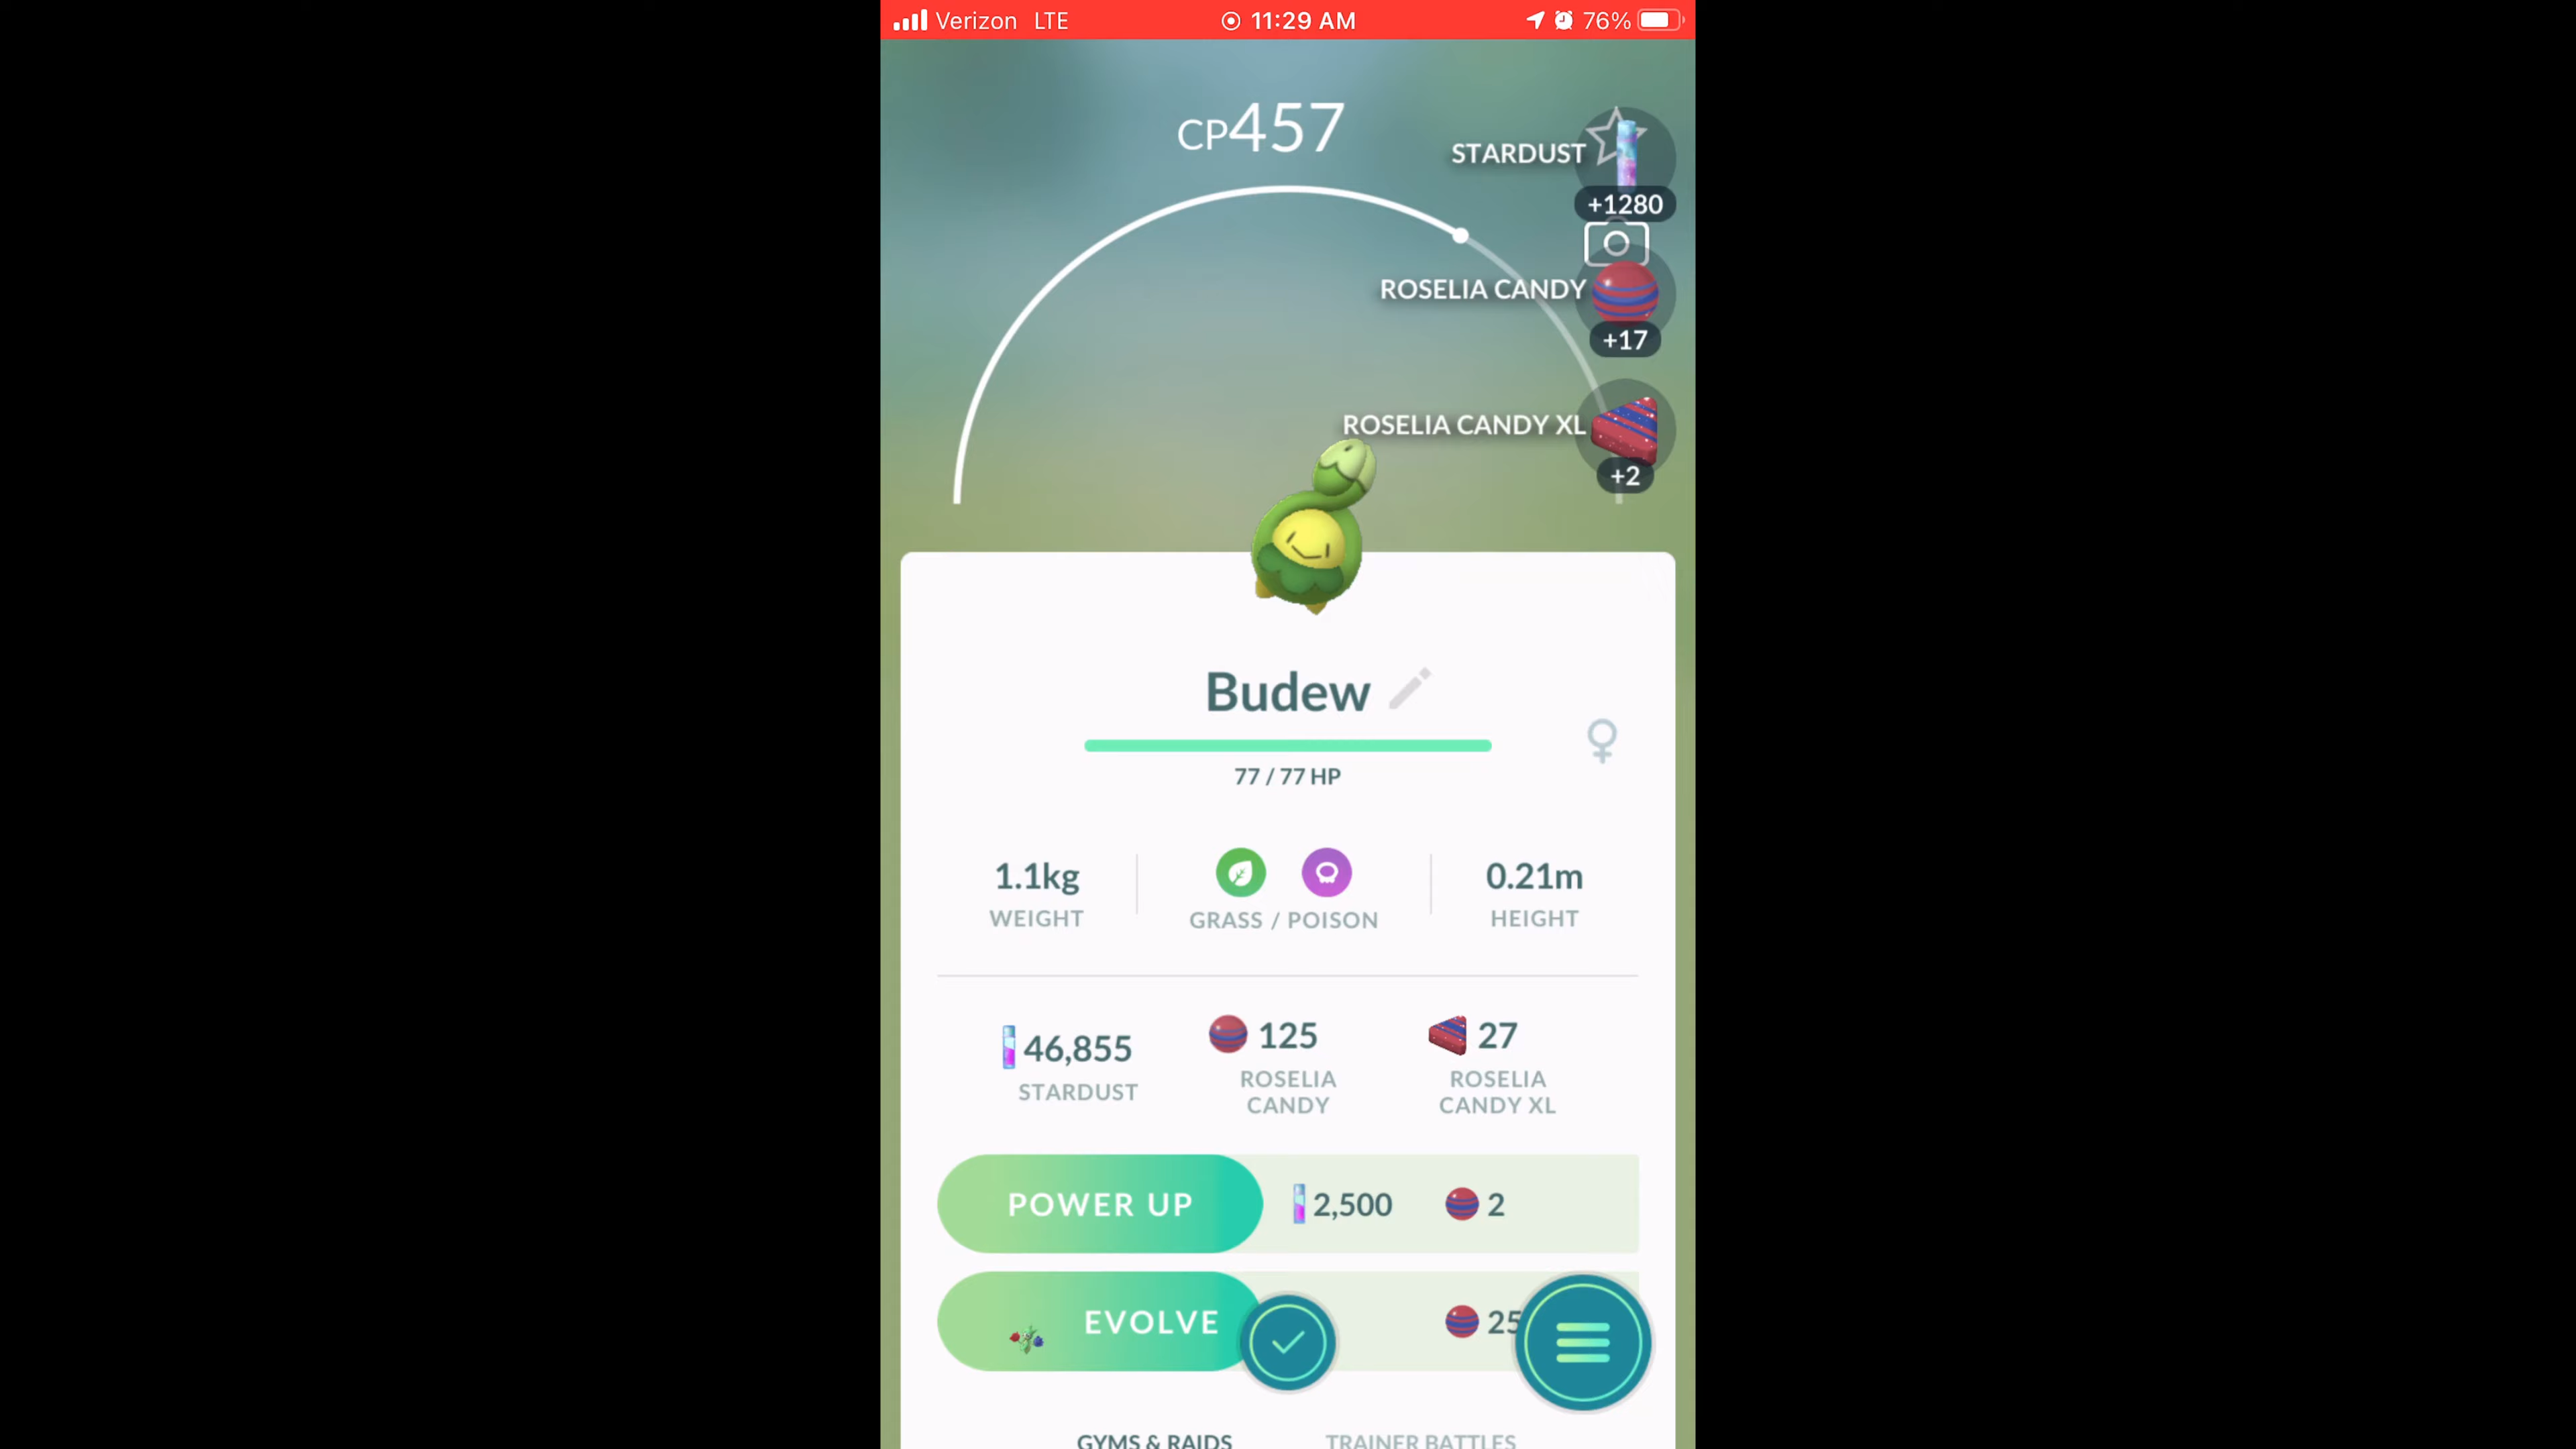 Verizon LTE 11:29 AM 76%
CP457
STARDUST
+1280
ROSELIA CANDY
+17
ROSELIA CANDY XL
+2
Budew
77 / 77 HP
1.1kg
WEIGHT
GRASS / POISON
0.21m
HEIGHT
46,855
STARDUST
125
ROSELIA
CANDY
27
ROSELIA
CANDY XL
POWER UP 2,500 2
EVOLVE 25
GYMS & RAIDS TRAINER BATTLES